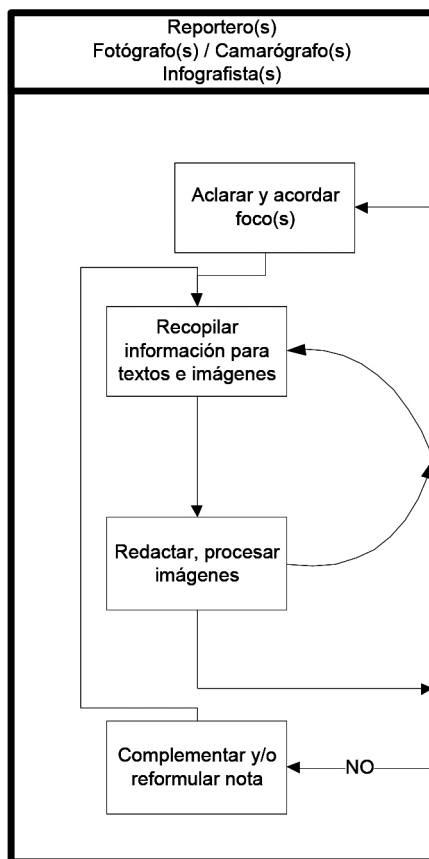 Reportero(s)
Fotógrafo(s) / Camarógrafo(s)
Infografista(s)
Aclarar y acordar
foco(s)
Recopilar
información para
textos e imágenes
Redactar, procesar
imágenes
Complementar y/o
reformular nota
NO